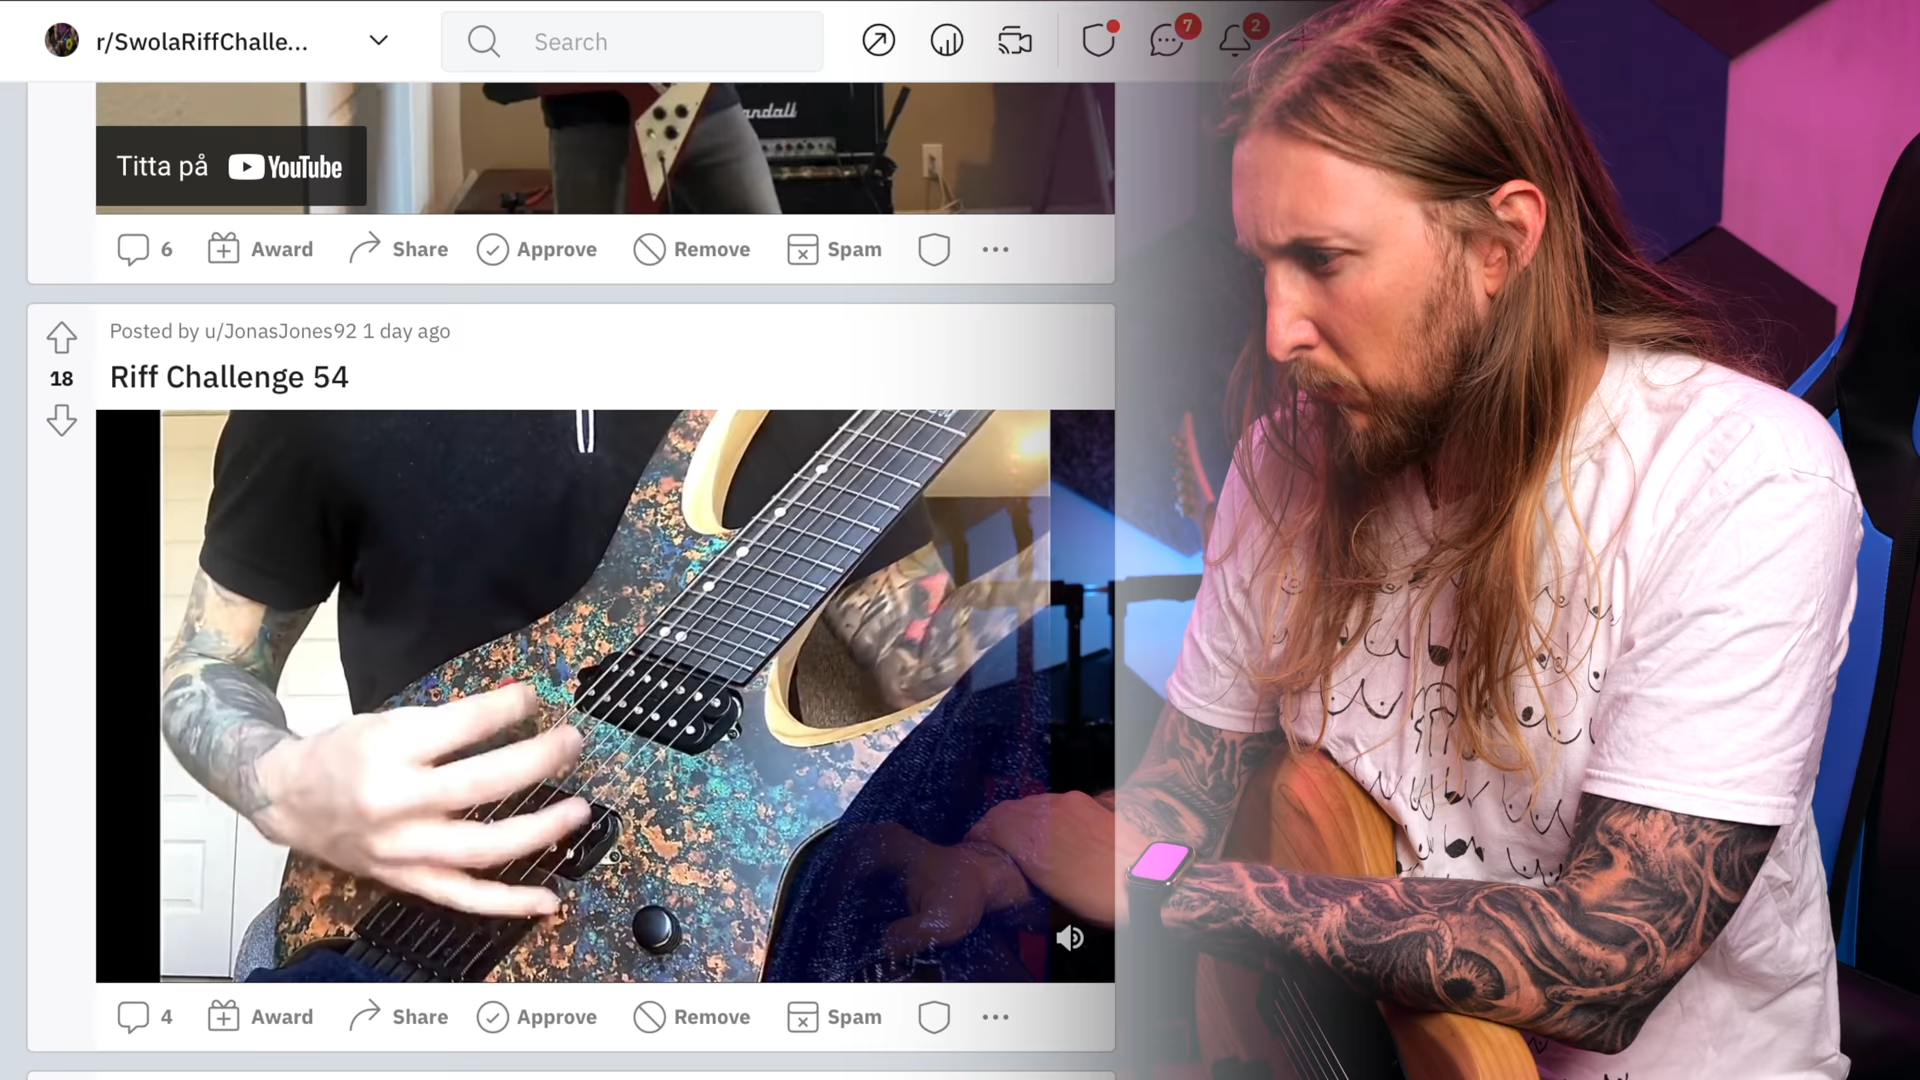 r/SwolaRiffChalle...
Search
7
2
andall
Titta på YouTube
6 Award Share Approve Remove Spam
Posted by u/JonasJones92 1 day ago
18
Riff Challenge 54
4 Award Share Approve Remove Spam